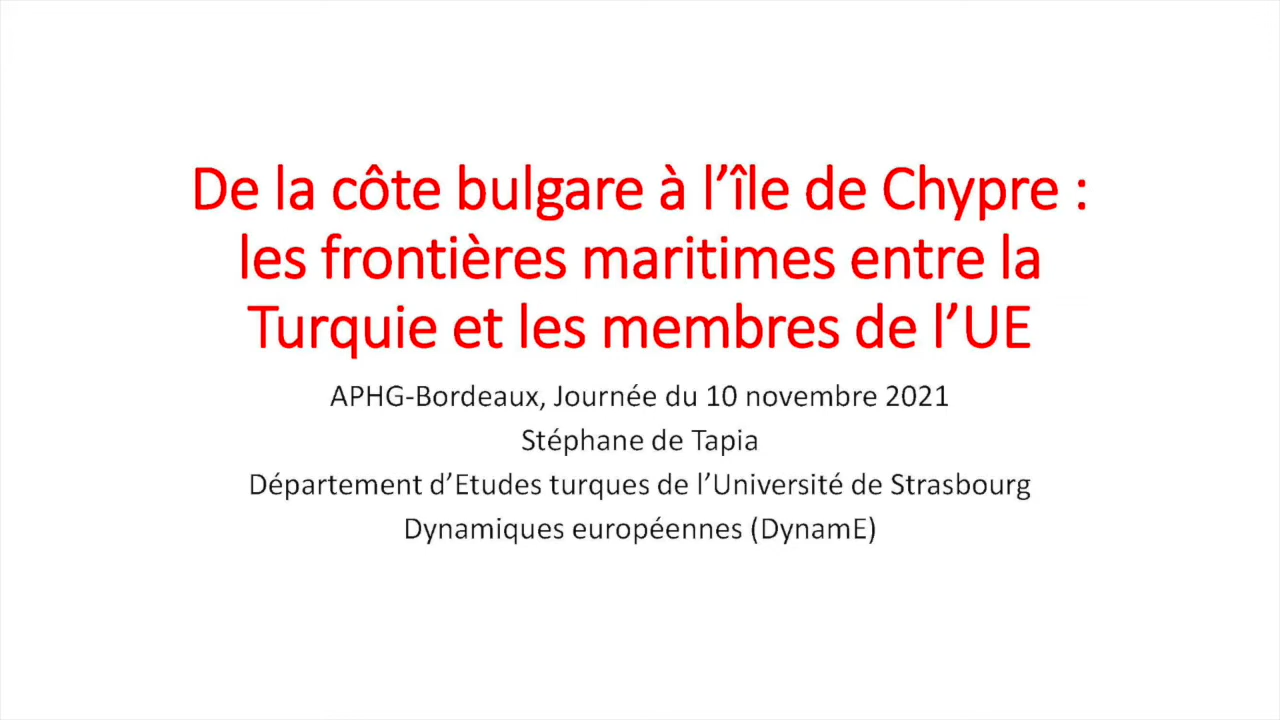 De la côte bulgare à l’île de Chypre :
les frontières maritimes entre la
Turquie et les membres de l’UE
APHG-Bordeaux, Journée du 10 novembre 2021
Stéphane de Tapia
Département d’Etudes turques de l’Université de Strasbourg
Dynamiques européennes (DynamE)